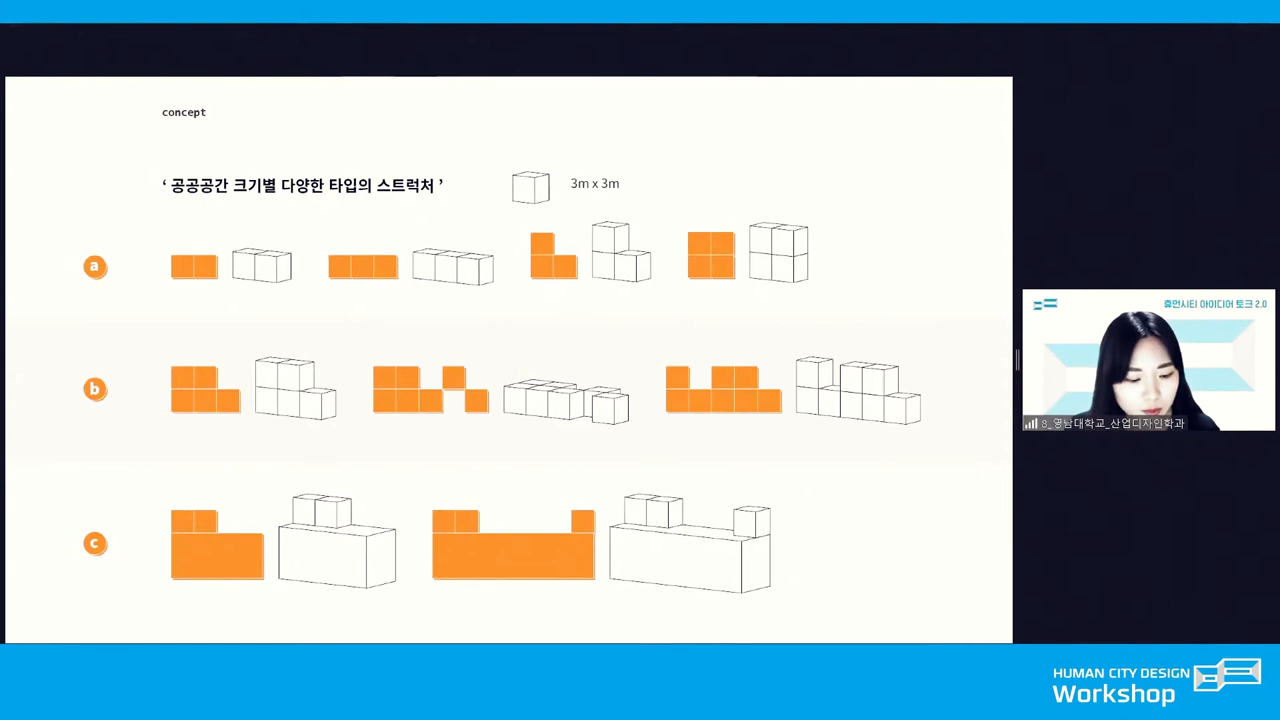 concept
‘ 공공공간 크기별 다양한 타입의 스트럭처 ’
3m x 3m
a
b
c
휴먼시티 아이디어 토크 2.0
8_영남대학교_산업디자인학과
HUMAN CITY DESIGN
Workshop